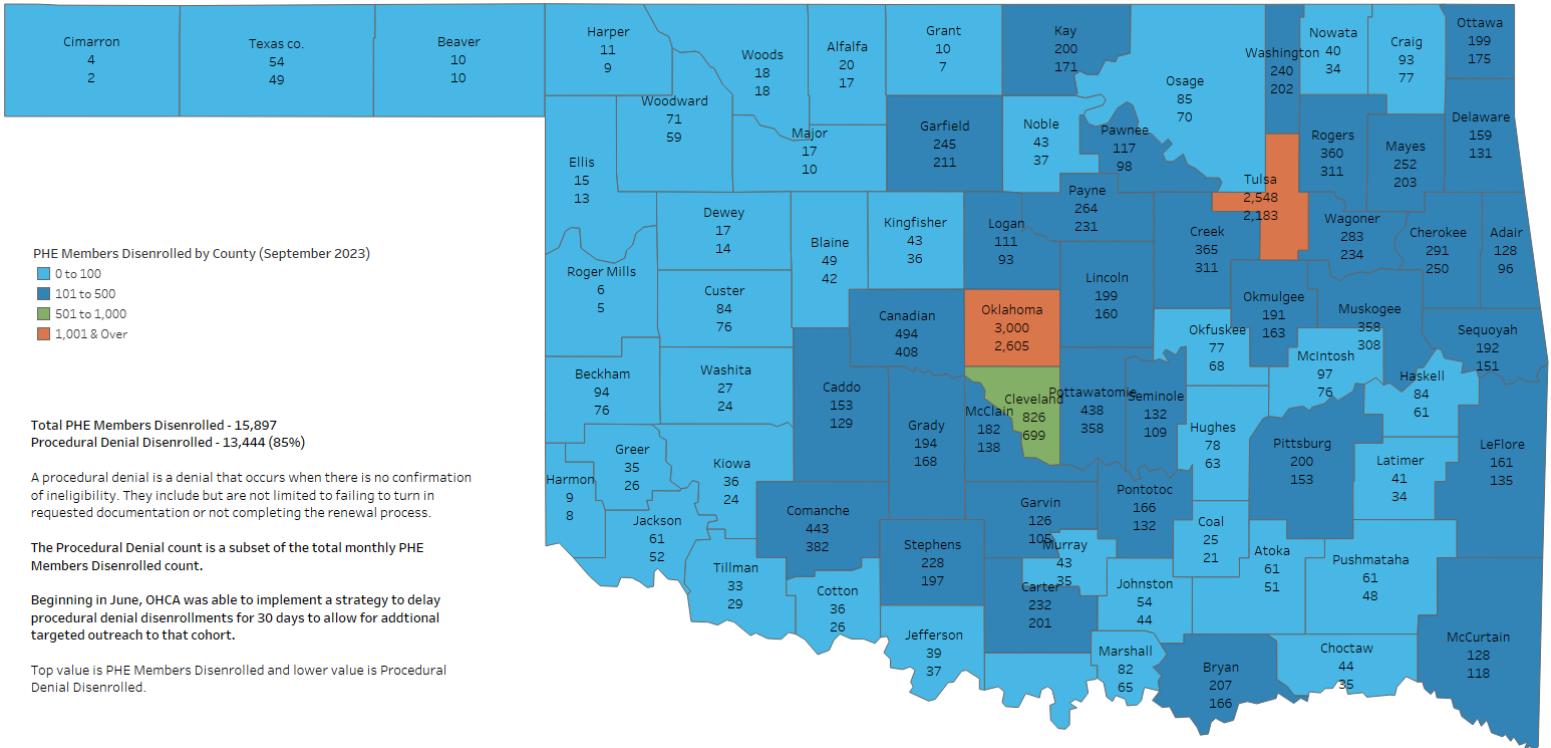 Cimarron
4
2
Texas co.
54
49
Beaver
10
10
Harper
11
9
Woods
18
18
Alfalfa
20
17
Grant
10
7
Kay
200
171
Osage
85
70
Washington
240
202
Nowata
40
34
Craig
93
77
Ottawa
199
175
Woodward
71
59
Major
17
10
Garfield
245
211
Noble
43
37
Pawnee
117
98
Rogers
360
311
Mayes
252
203
Delaware
159
131
Ellis
15
13
Payne
264
231
Tulsa
2,548
2,183
Dewey
17
14
Blaine
49
42
Kingfisher
43
36
Logan
111
93
Creek
365
311
Wagoner
283
234
Cherokee
291
250
Adair
128
96
PHE Members Disenrolled by County (September 2023)
0 to 100
101 to 500
501 to 1,000
1,001 & Over
Roger Mills
6
5
Custer
84
76
Canadian
494
408
Oklahoma
3,000
2,605
Lincoln
199
160
Okmulgee
191
163
Muskogee
358
308
Okfuskee
77
68
McIntosh
97
76
Sequoyah
192
151
Beckham
94
76
Washita
27
24
Caddo
153
129
Grady
194
168
McClain
182
138
Cleveland
826
699
Pottawatomie
438
358
Seminole
132
109
Hughes
78
63
Haskell
84
61
Pittsburg
200
153
Latimer
41
34
LeFlore
161
135
Total PHE Members Disenrolled - 15,897
Procedural Denial Disenrolled - 13,444 (85%)
A procedural denial is a denial that occurs when there is no confirmation
of ineligibility. They include but are not limited to failing to turn in
requested documentation or not completing the renewal process.
The Procedural Denial count is a subset of the total monthly PHE
Members Disenrolled count.
Beginning in June, OHCA was able to implement a strategy to delay
procedural denial disenrollments for 30 days to allow for addtional
targeted outreach to that cohort.
Top value is PHE Members Disenrolled and lower value is Procedural
Denial Disenrolled.
Harmon
9
8
Greer
35
26
Kiowa
36
24
Jackson
61
52
Comanche
443
382
Tillman
33
29
Cotton
36
26
Stephens
228
197
Jefferson
39
37
Garvin
126
105
Murray
43
35
Carter
232
201
Pontotoc
166
132
Johnston
54
44
Coal
25
21
Atoka
61
51
Pushmataha
61
48
Marshall
82
65
Bryan
207
166
Choctaw
44
35
McCurtain
128
118